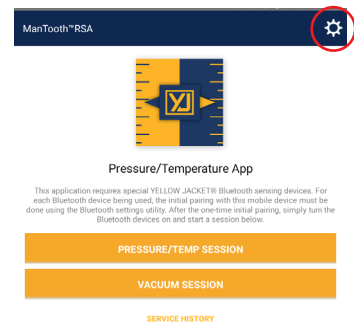 ManTooth™RSA
YJ
Pressure/Temperature App
This application requires special YELLOW JACKET® Bluetooth sensing devices. For
each Bluetooth device being used, the initial pairing with this mobile device must be
done using the Bluetooth settings utility. After the one-time initial pairing, simply turn the
Bluetooth devices on and start a session below.
PRESSURE/TEMP SESSION
VACUUM SESSION
SERVICE HISTORY